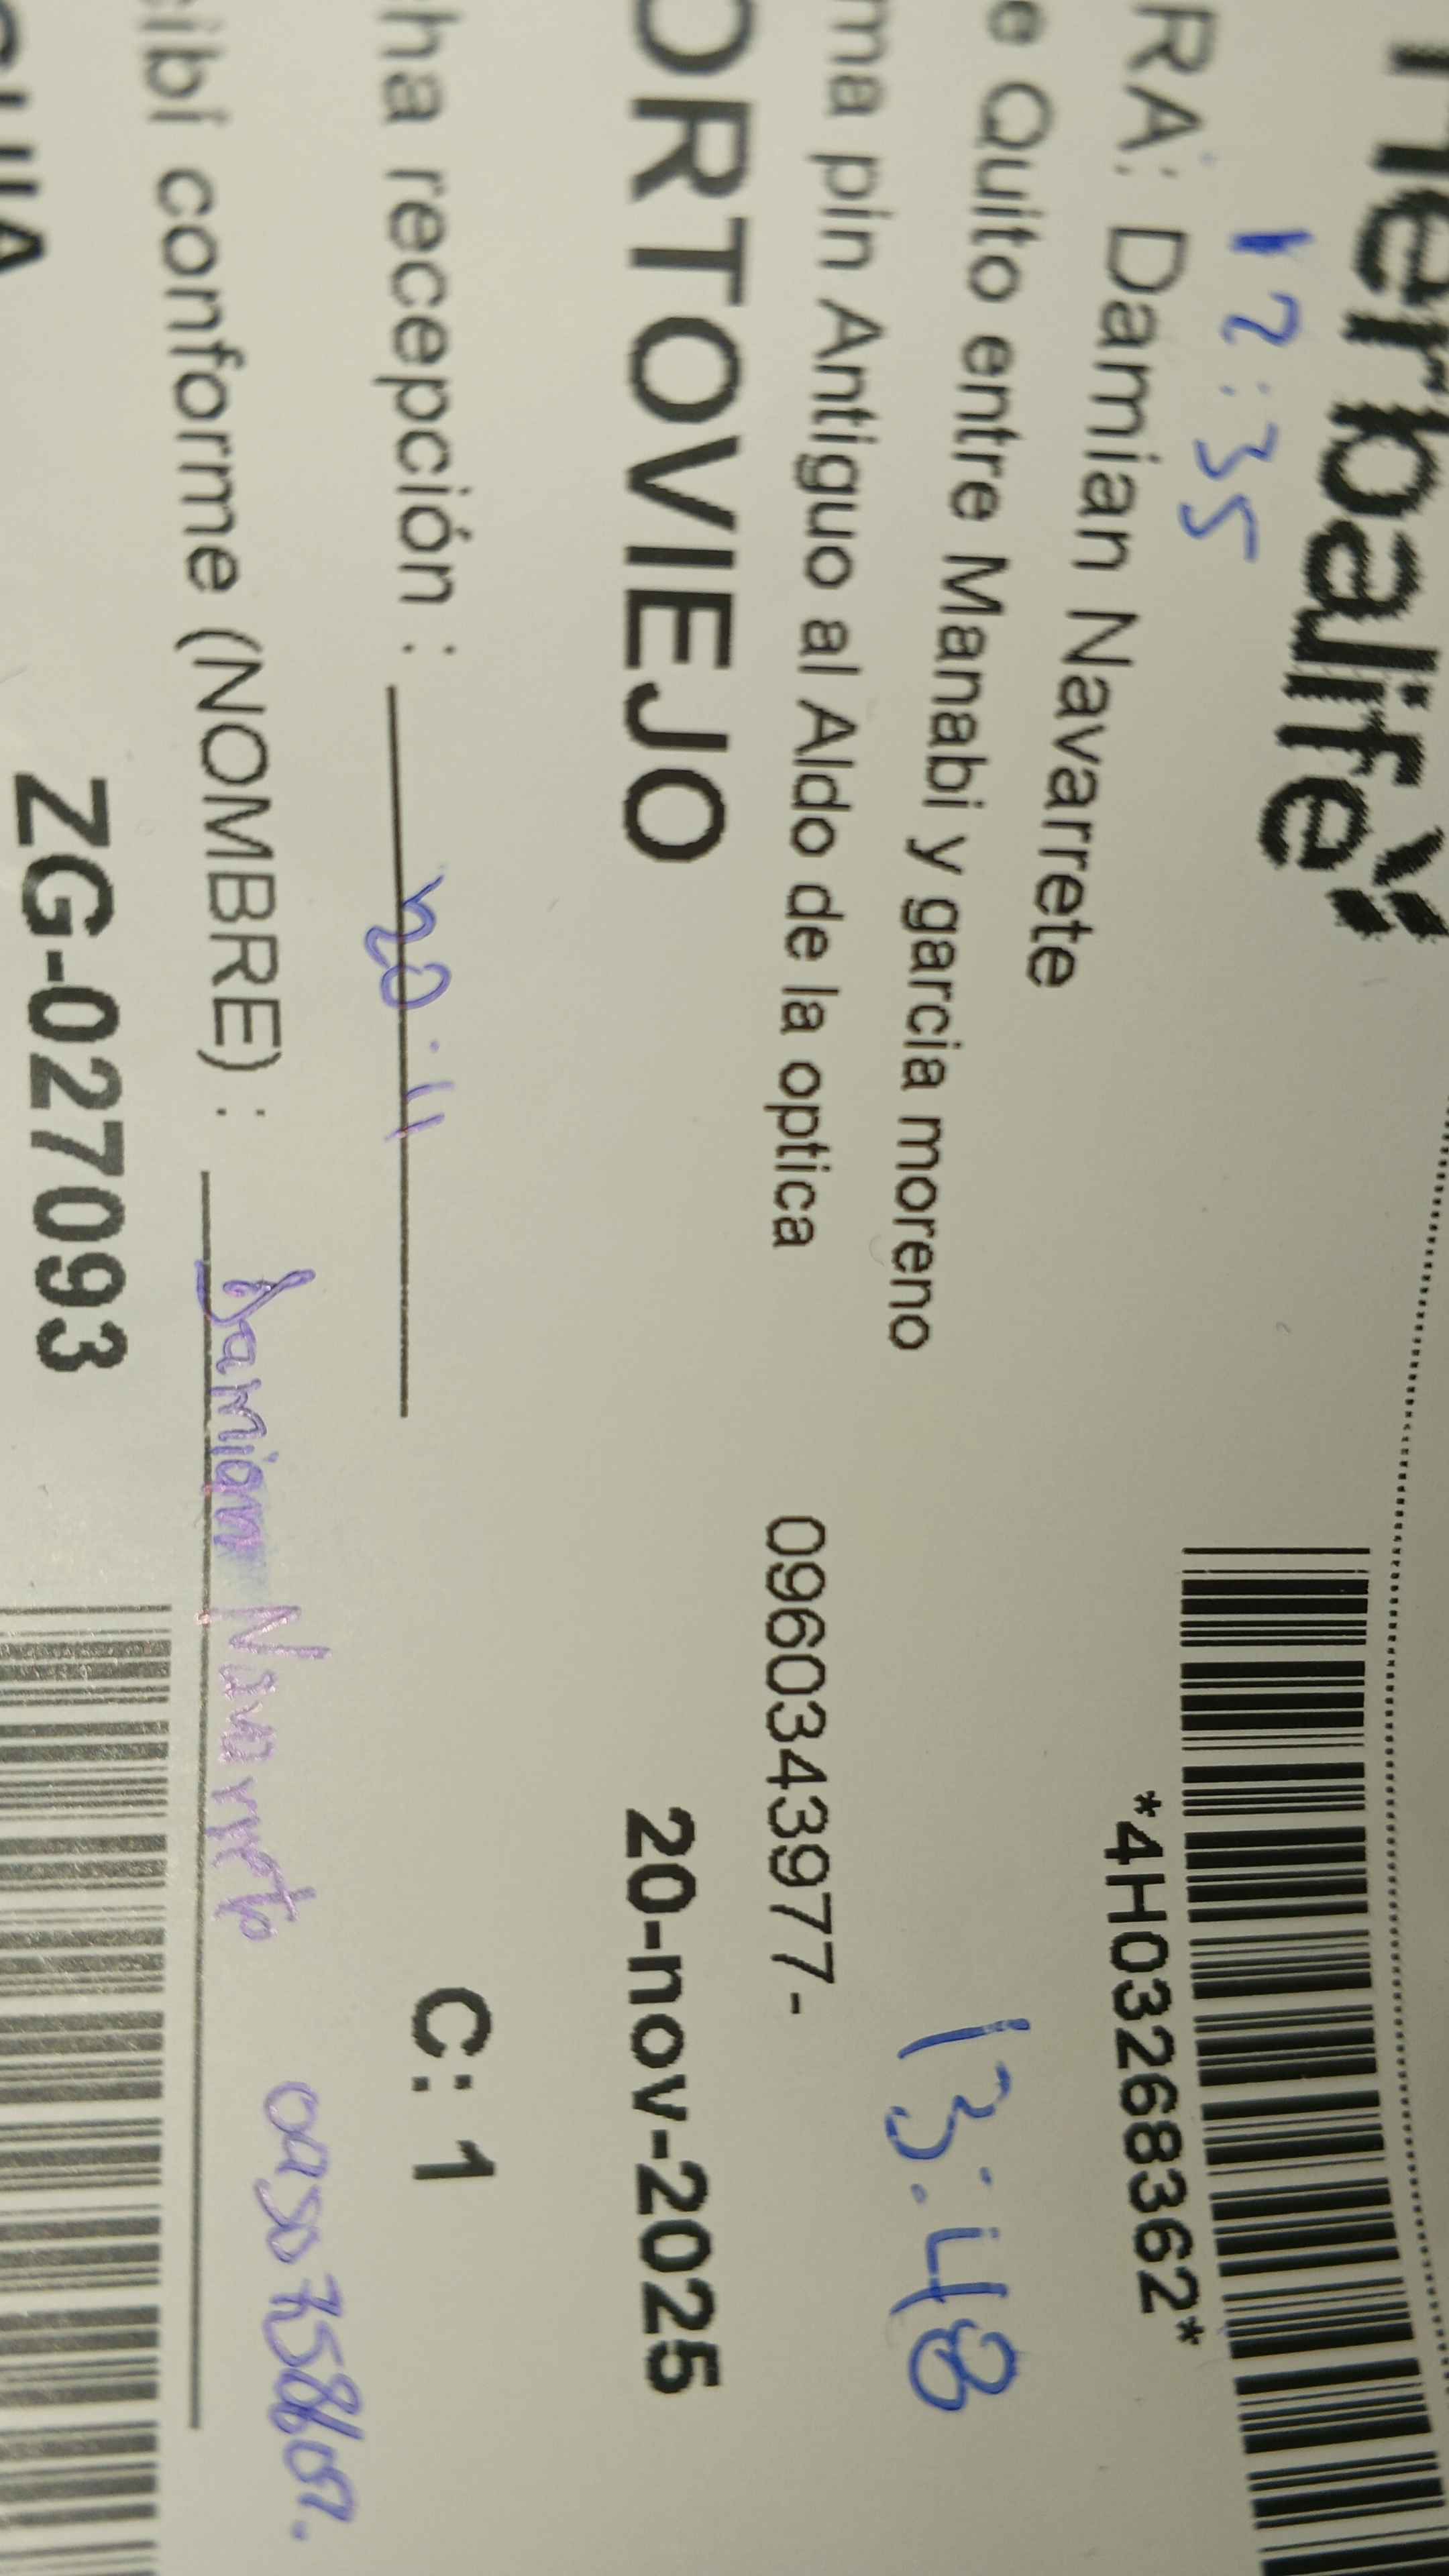 Herbalife
12:35
*4H03268362*
RA: Damian Navarrete
e Quito entre Manabi y garcia moreno
13:48
ma pin Antiguo al Aldo de la optica 0960343977-
ORTOVIEJO 20-nov-2025
ha recepción : 20.11
C: 1
cibí conforme (NOMBRE) : Damian Navarrete
ZG-027093